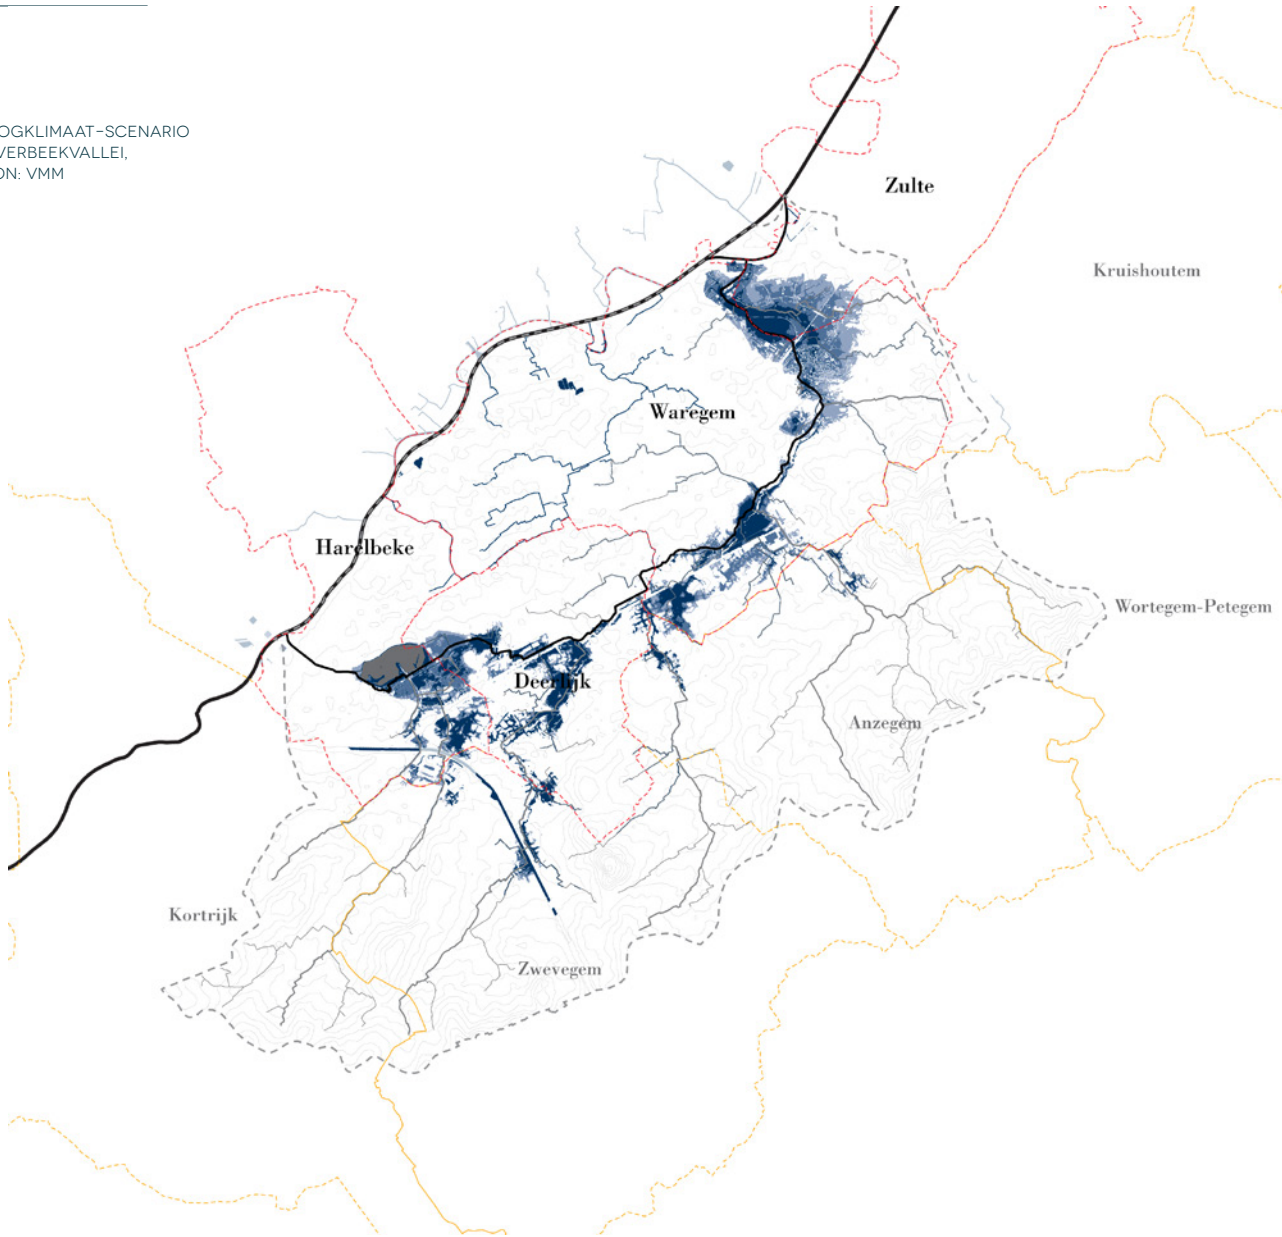 OGKLIMAAT-SCENARIO
VERBEEKVALLEI,
ON: VMM
Zulte
Kruishoutem
Waregem
Harelbeke
Wortegem-Petegem
Deerlijk
Anzegem
Kortrijk
Zwevegem